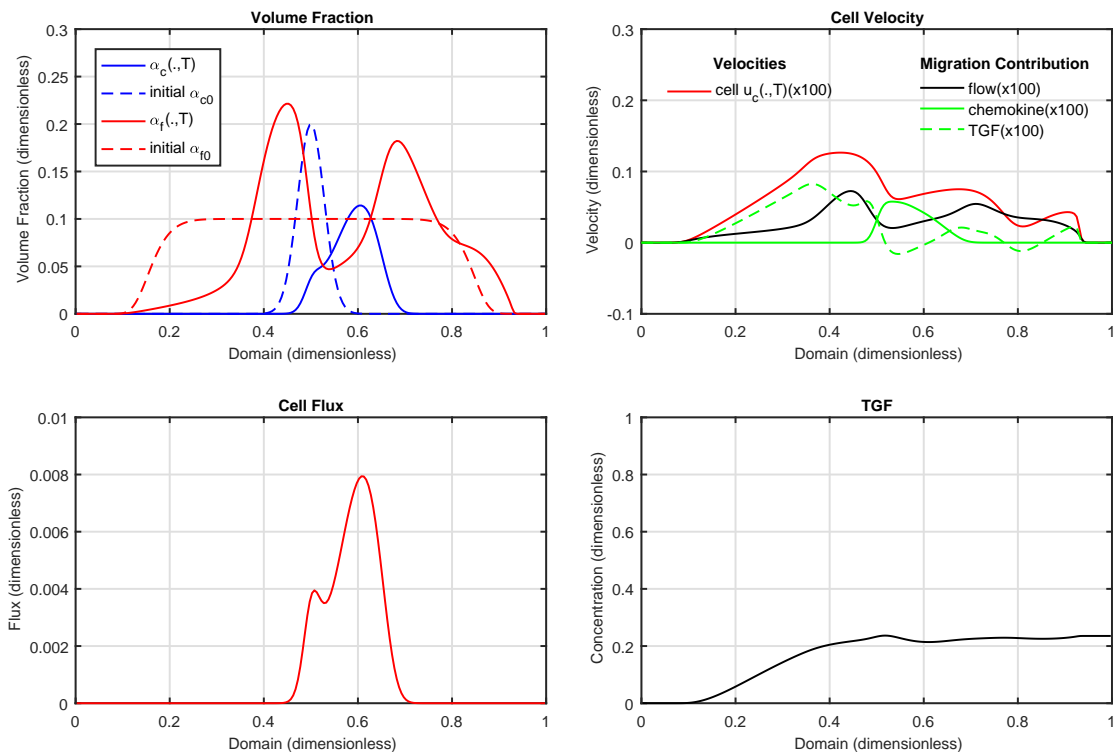 Volume Fraction
0.3
0.25
0.2
0.15
0.1
0.05
0
Volume Fraction (dimensionless)
α_c(.,T)
initial α_c0
α_f(.,T)
initial α_f0
0 0.2 0.4 0.6 0.8 1
Domain (dimensionless)
Cell Velocity
0.3
0.2
0.1
0
-0.1
Velocity (dimensionless)
Velocities
cell u_c(.,T)(x100)
Migration Contribution
flow(x100)
chemokine(x100)
TGF(x100)
0 0.2 0.4 0.6 0.8 1
Domain (dimensionless)
Cell Flux
0.01
0.008
0.006
0.004
0.002
0
Flux (dimensionless)
0 0.2 0.4 0.6 0.8 1
Domain (dimensionless)
TGF
1
0.8
0.6
0.4
0.2
0
Concentration (dimensionless)
0 0.2 0.4 0.6 0.8 1
Domain (dimensionless)